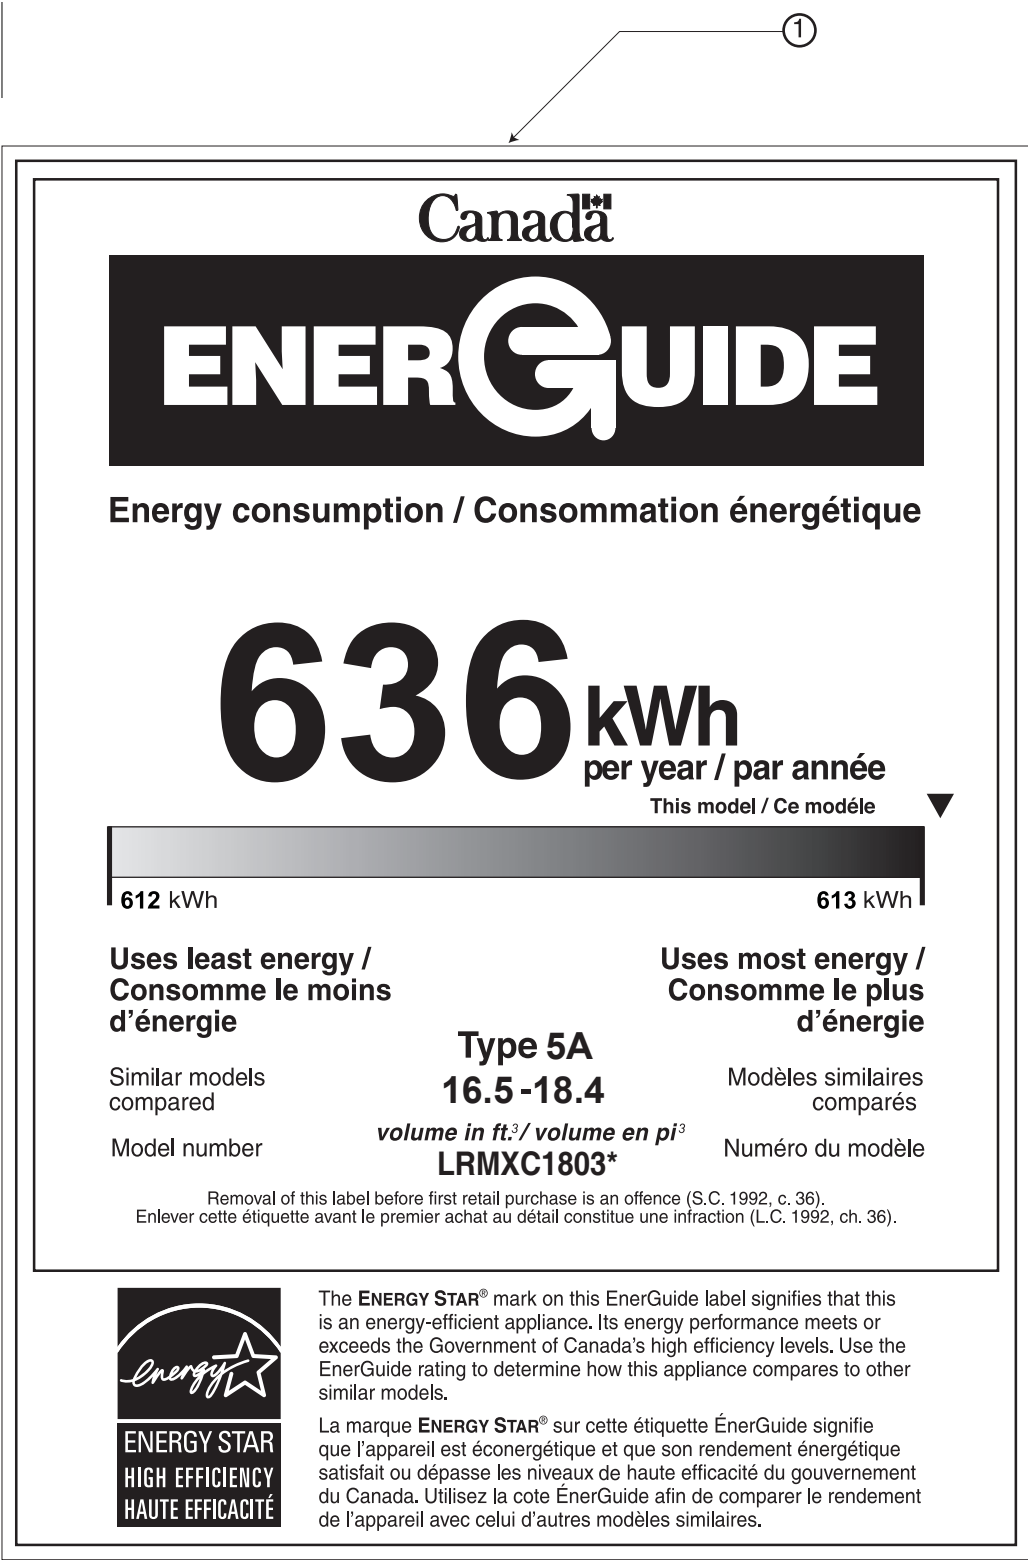 1
Canada
ENERGUIDE
Energy consumption / Consommation énergétique
636 kWh
per year / par année
This model / Ce modéle
612 kWh
613 kWh
Uses least energy /
Consomme le moins
d'énergie
Uses most energy /
Consomme le plus
d'énergie
Similar models
compared
Type 5A
16.5-18.4
volume in ft.³/ volume en pi³
Modèles similaires
comparés
Model number
LRMXC1803*
Numéro du modèle
Removal of this label before first retail purchase is an offence (S.C. 1992, c. 36).
Enlever cette étiquette avant le premier achat au détail constitue une infraction (L.C. 1992, ch. 36).
energy
ENERGY STAR
HIGH EFFICIENCY
HAUTE EFFICACITÉ
The ENERGY STAR® mark on this EnerGuide label signifies that this
is an energy-efficient appliance. Its energy performance meets or
exceeds the Government of Canada's high efficiency levels. Use the
EnerGuide rating to determine how this appliance compares to other
similar models.
La marque ENERGY STAR® sur cette étiquette ÉnerGuide signifie
que l'appareil est éconergétique et que son rendement énergétique
satisfait ou dépasse les niveaux de haute efficacité du gouvernement
du Canada. Utilisez la cote ÉnerGuide afin de comparer le rendement
de l'appareil avec celui d'autres modèles similaires.